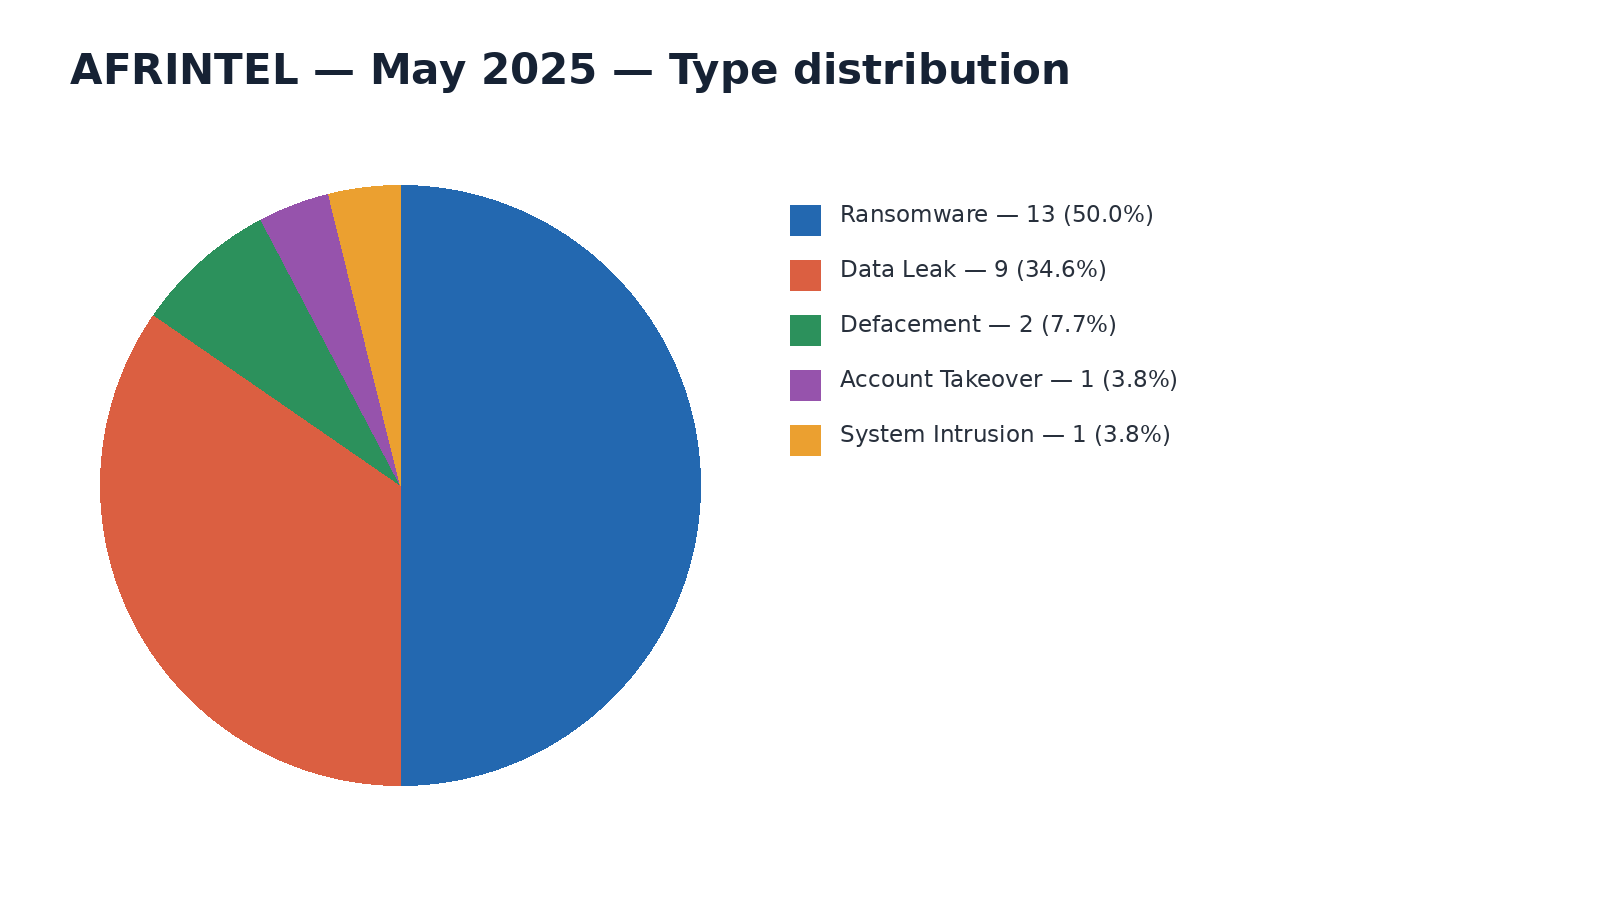 AFRINTEL — May 2025 — Type distribution
Ransomware — 13 (50.0%)
Data Leak — 9 (34.6%)
Defacement — 2 (7.7%)
Account Takeover — 1 (3.8%)
System Intrusion — 1 (3.8%)